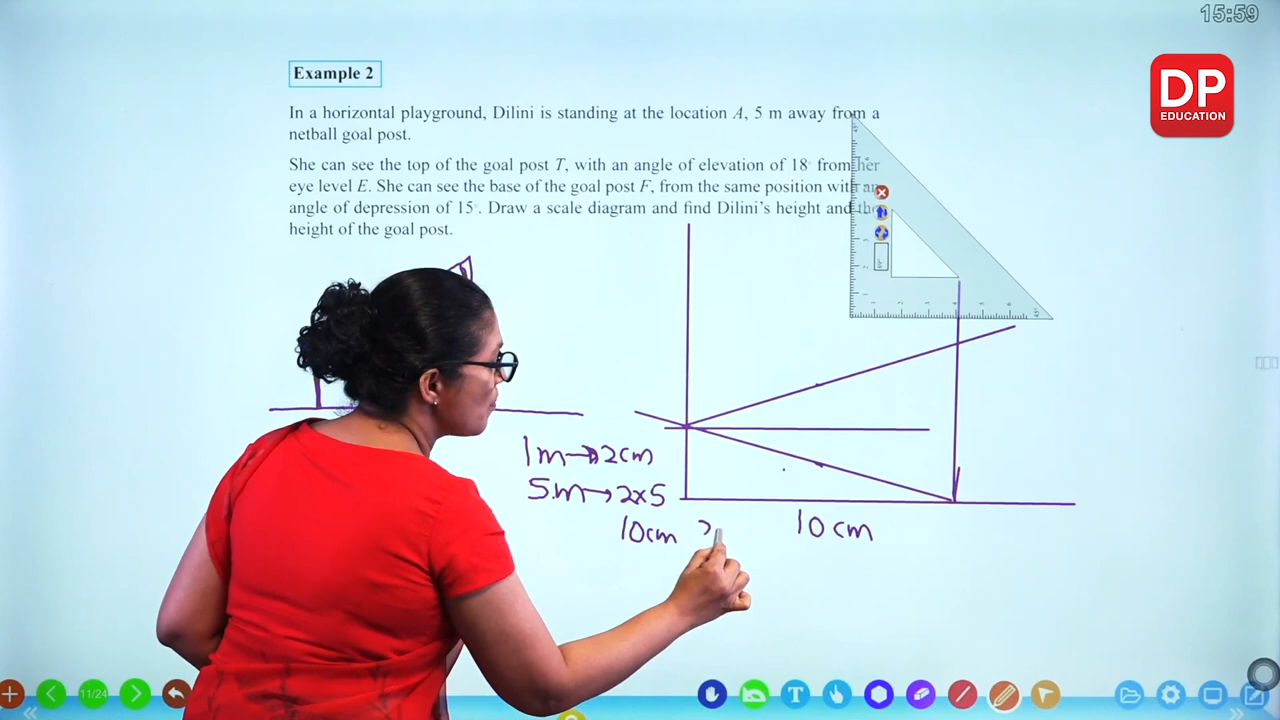 15:59
DP
EDUCATION
Example 2
In a horizontal playground, Dilini is standing at the location A, 5 m away from a
netball goal post.
She can see the top of the goal post T, with an angle of elevation of 18° from her
eye level E. She can see the base of the goal post F, from the same position with an
angle of depression of 15°. Draw a scale diagram and find Dilini's height and the
height of the goal post.
1m→2cm
5m→2×5
10cm
10cm
11/24